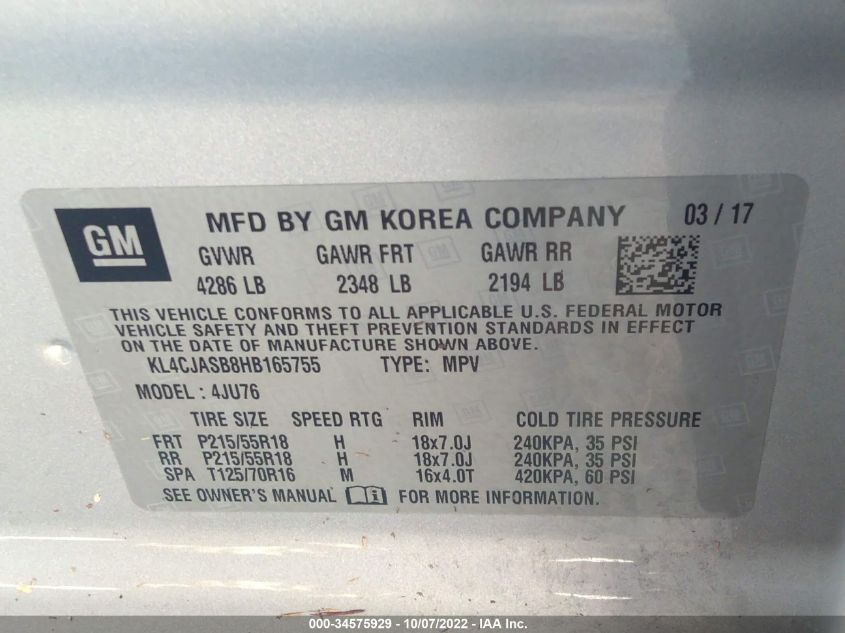 GM
MFD BY GM KOREA COMPANY 03 / 17
GVWR GAWR FRT GAWR RR
4286 LB 2348 LB 2194 LB
THIS VEHICLE CONFORMS TO ALL APPLICABLE U.S. FEDERAL MOTOR
VEHICLE SAFETY AND THEFT PREVENTION STANDARDS IN EFFECT
ON THE DATE OF MANUFACTURE SHOWN ABOVE.
KL4CJASB8HB165755 TYPE: MPV
MODEL : 4JU76
TIRE SIZE SPEED RTG RIM COLD TIRE PRESSURE
FRT P215/55R18 H 18x7.0J 240KPA, 35 PSI
RR P215/55R18 H 18x7.0J 240KPA, 35 PSI
SPA T125/70R16 M 16x4.0T 420KPA, 60 PSI
SEE OWNER'S MANUAL FOR MORE INFORMATION.
000-34575929 - 10/07/2022 - IAA Inc.